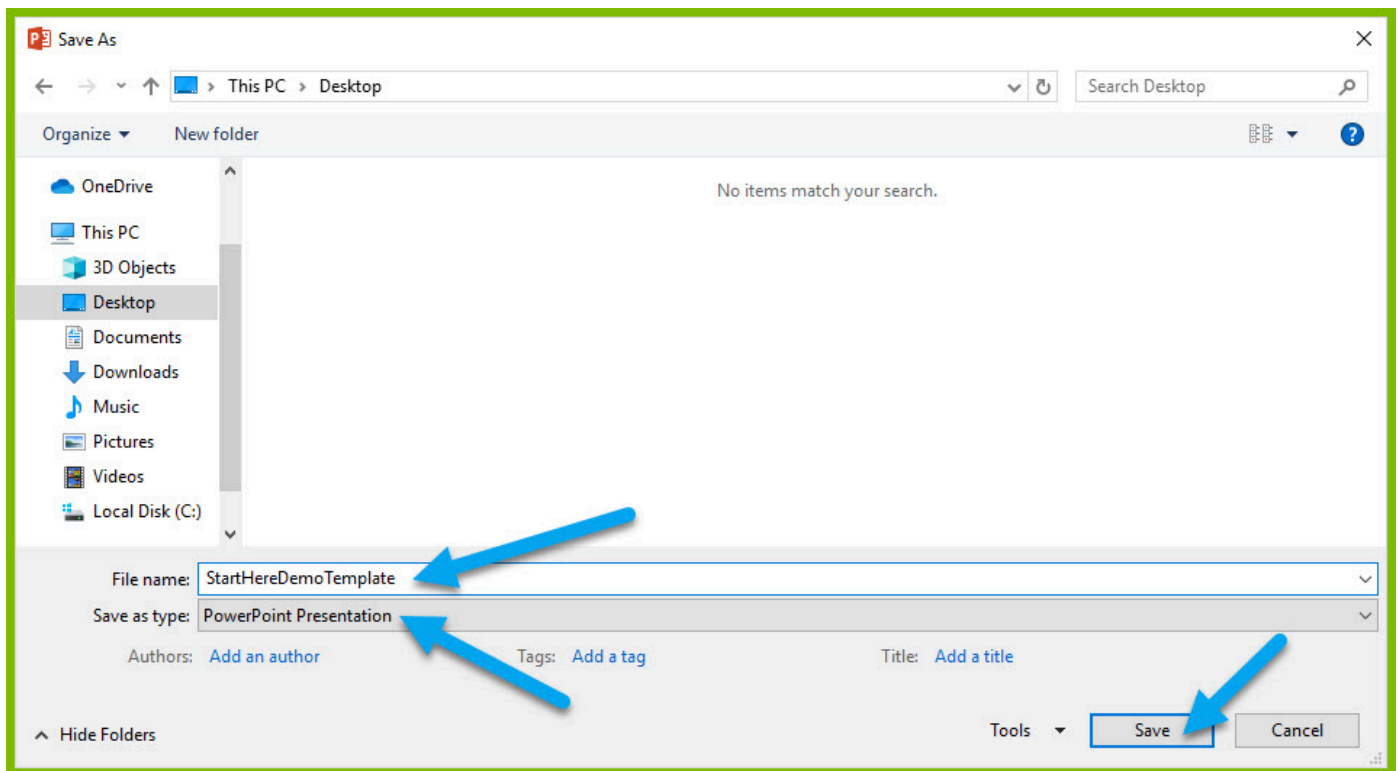 Save As
This PC > Desktop
Search Desktop
Organize
New folder
OneDrive
This PC
3D Objects
Desktop
Documents
Downloads
Music
Pictures
Videos
Local Disk (C:)
No items match your search.
File name: StartHereDemoTemplate
Save as type: PowerPoint Presentation
Authors: Add an author
Tags: Add a tag
Title: Add a title
Hide Folders
Tools
Save
Cancel